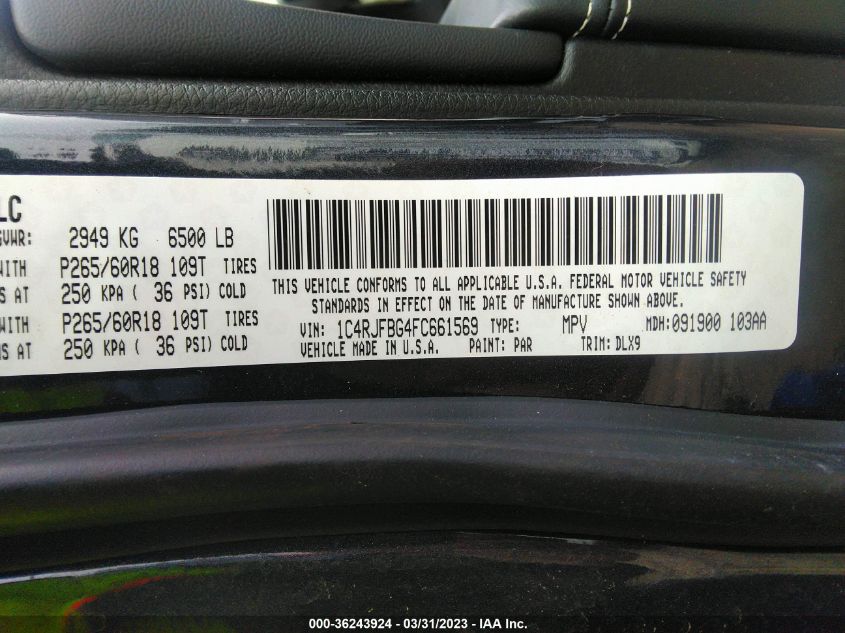 LC
GVWR: 2949 KG 6500 LB
WITH P265/60R18 109T TIRES
S AT 250 KPA ( 36 PSI) COLD
WITH P265/60R18 109T TIRES
S AT 250 KPA ( 36 PSI) COLD
THIS VEHICLE CONFORMS TO ALL APPLICABLE U.S.A. FEDERAL MOTOR VEHICLE SAFETY
STANDARDS IN EFFECT ON THE DATE OF MANUFACTURE SHOWN ABOVE.
VIN: 1C4RJFBG4FC661569 TYPE: MPV MDH:091900 103AA
VEHICLE MADE IN U.S.A. PAINT: PAR TRIM: DLX9
000-36243924 - 03/31/2023 - IAA Inc.